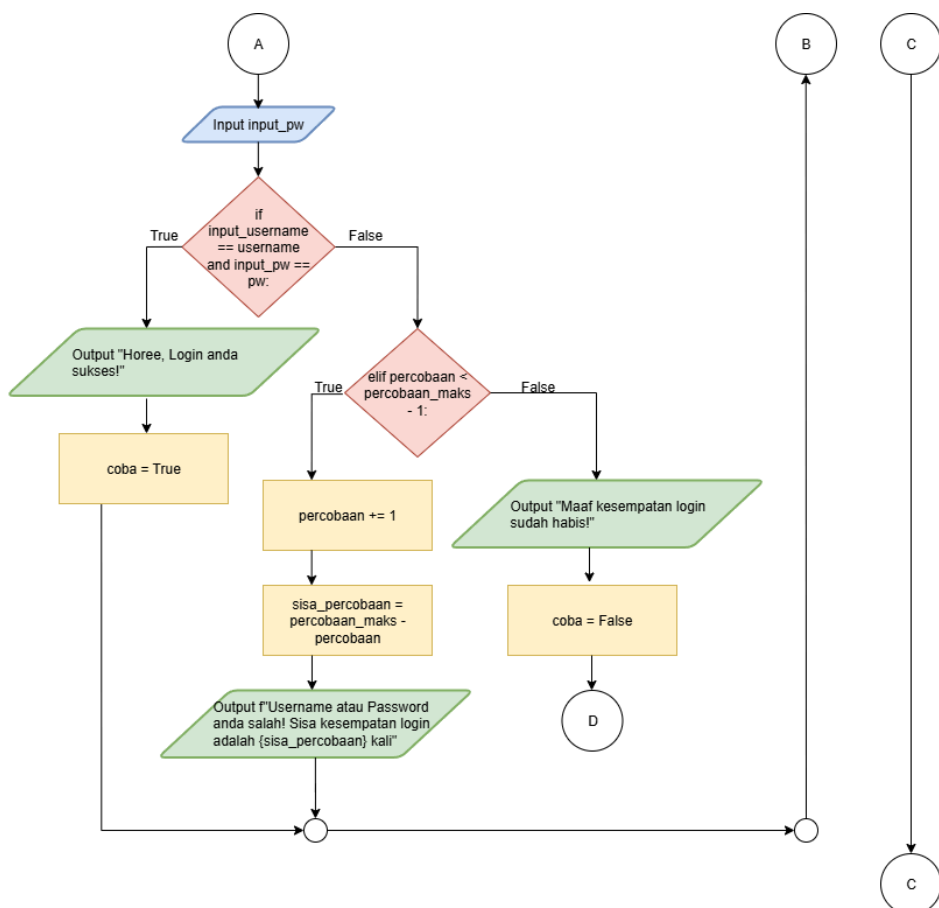 A
B
C
Input input_pw
if
input_username
== username
and input_pw ==
pw:
True
False
Output "Horee, Login anda
sukses!"
elif percobaan <
percobaan_maks
- 1:
True
False
coba = True
percobaan += 1
Output "Maaf kesempatan login
sudah habis!"
sisa_percobaan =
percobaan_maks -
percobaan
coba = False
Output f"Username atau Password
anda salah! Sisa kesempatan login
adalah {sisa_percobaan} kali"
D
C